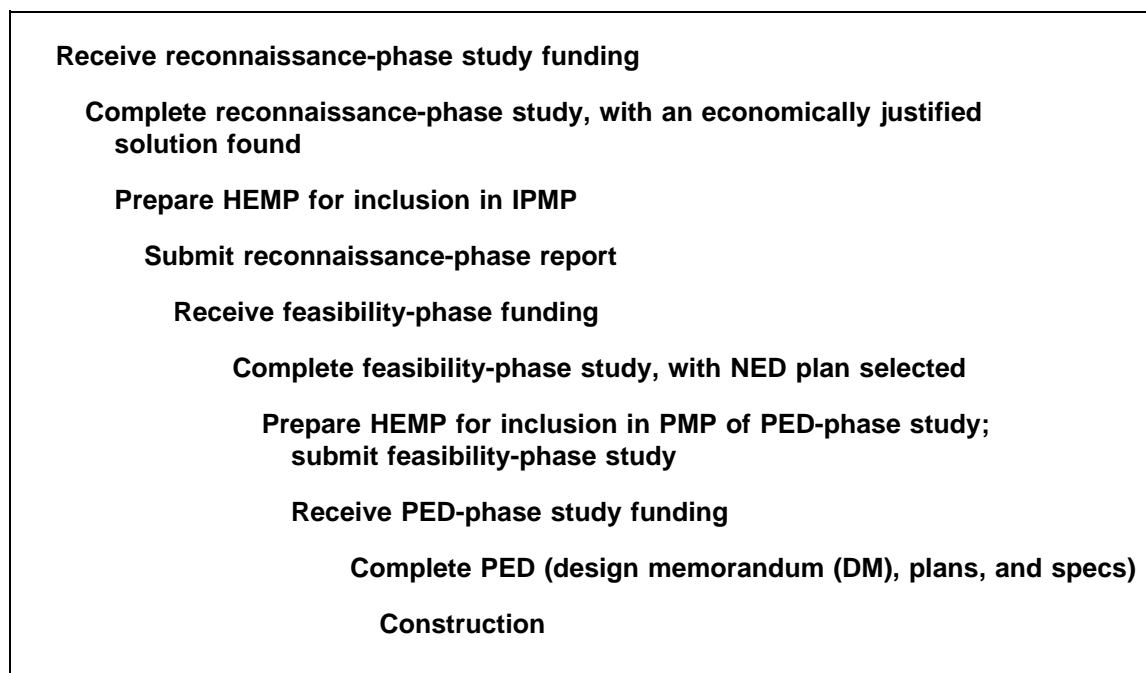 Receive reconnaissance-phase study funding
Complete reconnaissance-phase study, with an economically justified
solution found
Prepare HEMP for inclusion in IPMP
Submit reconnaissance-phase report
Receive feasibility-phase funding
Complete feasibility-phase study, with NED plan selected
Prepare HEMP for inclusion in PMP of PED-phase study;
submit feasibility-phase study
Receive PED-phase study funding
Complete PED (design memorandum (DM), plans, and specs)
Construction